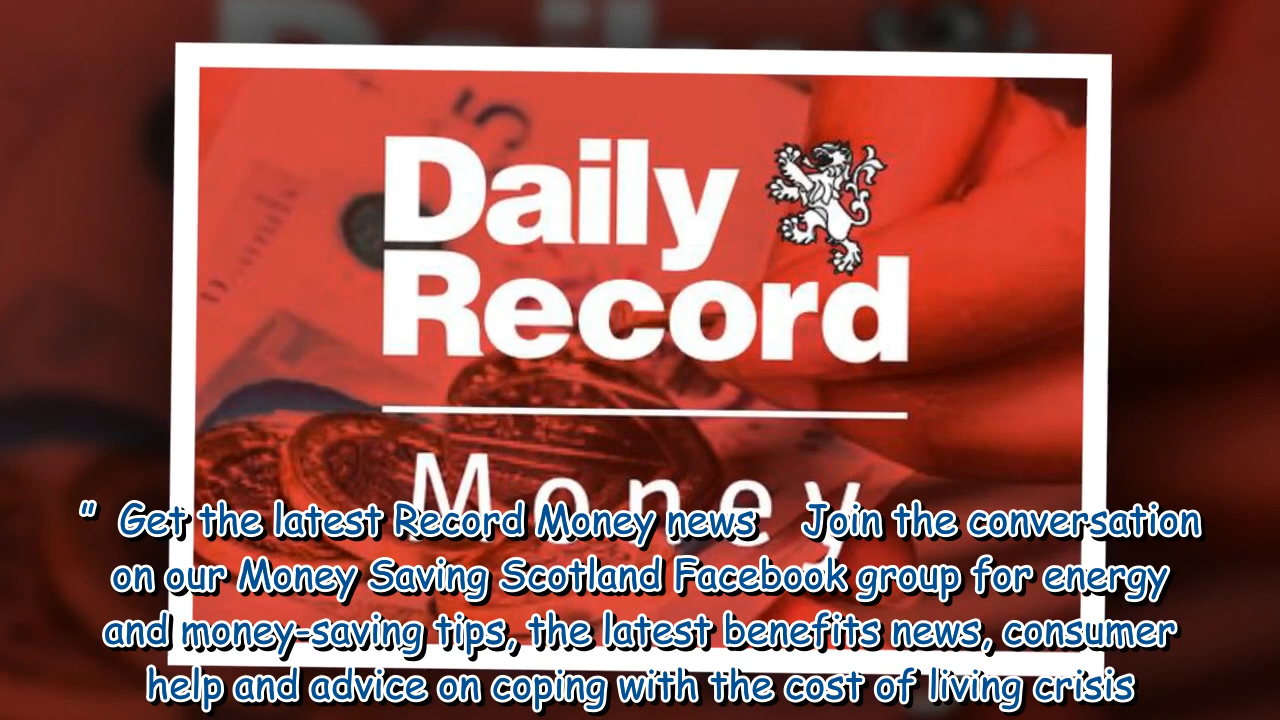 Daily
Record
Money
” Get the latest Record Money news Join the conversation
on our Money Saving Scotland Facebook group for energy
and money-saving tips, the latest benefits news, consumer
help and advice on coping with the cost of living crisis